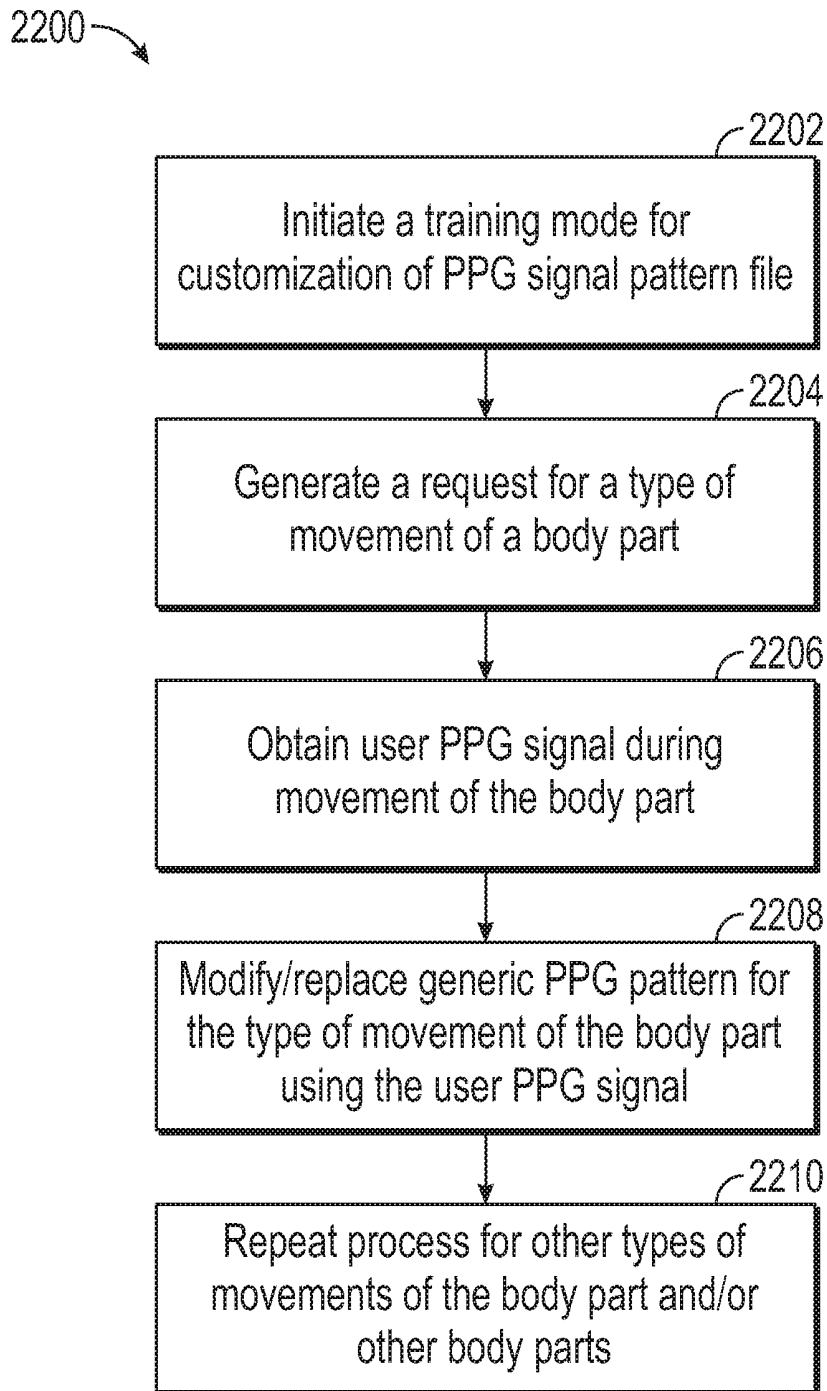 2200
2202
Initiate a training mode for
customization of PPG signal pattern file
2204
Generate a request for a type of
movement of a body part
2206
Obtain user PPG signal during
movement of the body part
2208
Modify/replace generic PPG pattern for
the type of movement of the body part
using the user PPG signal
2210
Repeat process for other types of
movements of the body part and/or
other body parts